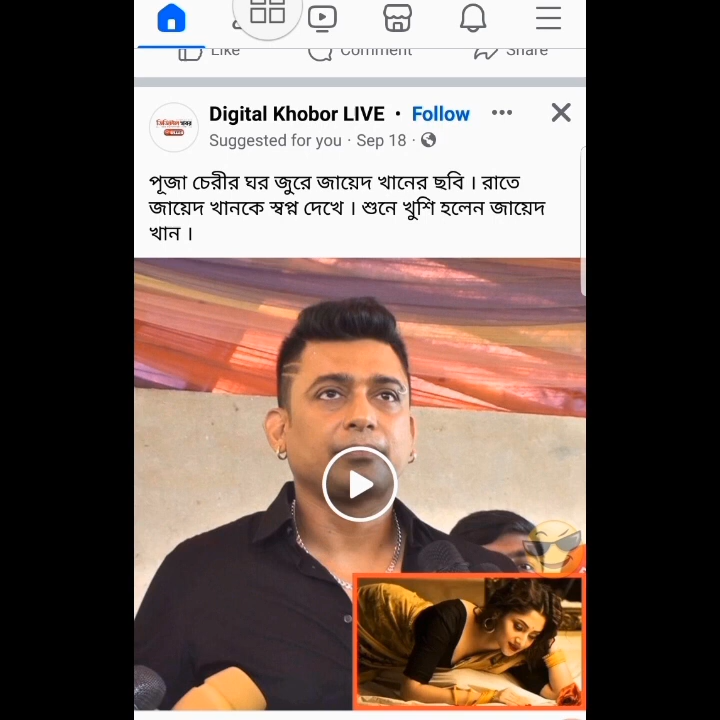 Like Comment Share
Digital Khobor LIVE · Follow
Suggested for you · Sep 18 ·
পূজা চেরীর ঘর জুরে জায়েদ খানের ছবি । রাতে
জায়েদ খানকে স্বপ্ন দেখে । শুনে খুশি হলেন জায়েদ
খান ।